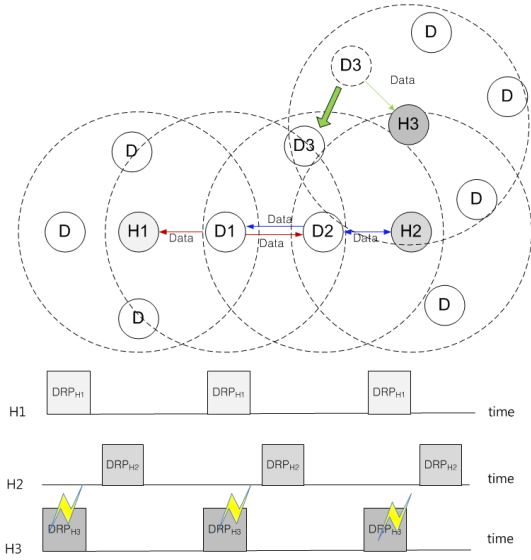 D
D3
Data
D
H3
D
D3
D
D
H1
Data
D1
Data
Data
D2
Data
H2
D
D
DRPH1
DRPH1
DRPH1
H1
time
DRPH2
DRPH2
DRPH2
H2
time
DRPH3
DRPH3
DRPH3
H3
time